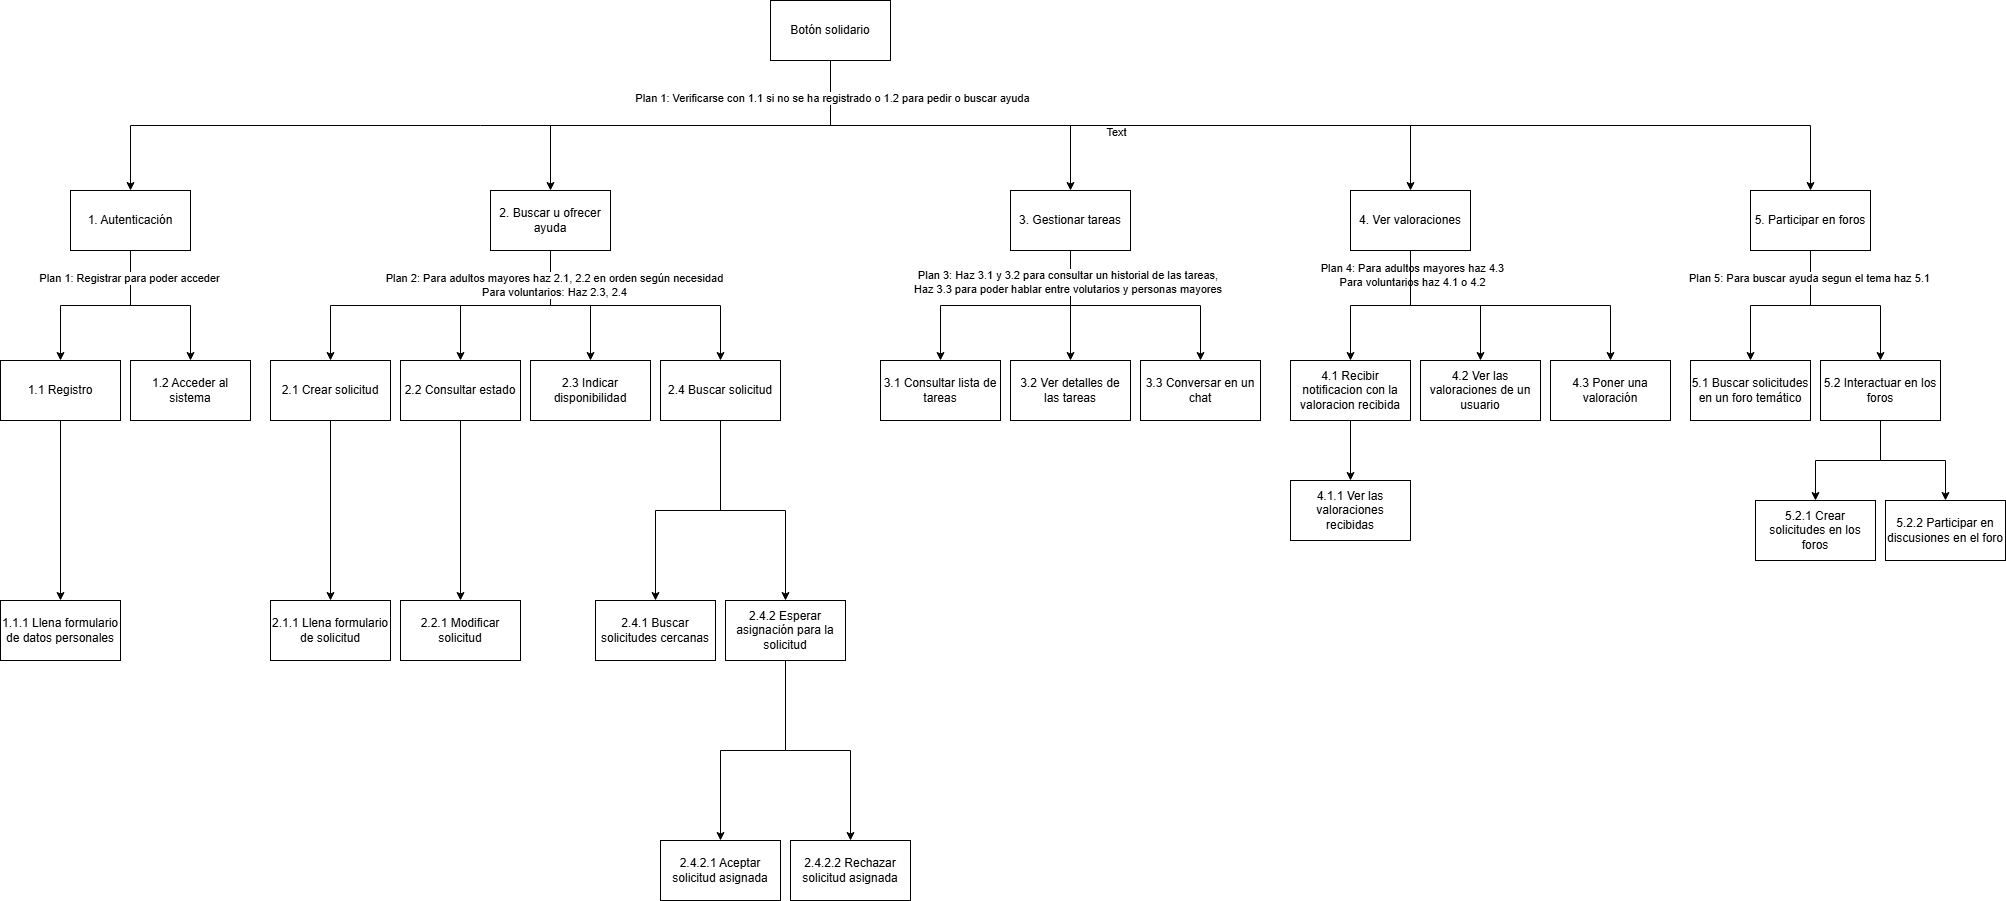 Botón solidario
Plan 1: Verificarse con 1.1 si no se ha registrado o 1.2 para pedir o buscar ayuda
Text
1. Autenticación
2. Buscar u ofrecer
ayuda
3. Gestionar tareas
4. Ver valoraciones
5. Participar en foros
Plan 1: Registrar para poder acceder
Plan 2: Para adultos mayores haz 2.1, 2.2 en orden según necesidad
Para voluntarios: Haz 2.3, 2.4
Plan 3: Haz 3.1 y 3.2 para consultar un historial de las tareas,
Haz 3.3 para poder hablar entre volutarios y personas mayores
Plan 4: Para adultos mayores haz 4.3
Para voluntarios haz 4.1 o 4.2
Plan 5: Para buscar ayuda segun el tema haz 5.1
1.1 Registro
1.2 Acceder al
sistema
2.1 Crear solicitud
2.2 Consultar estado
2.3 Indicar
disponibilidad
2.4 Buscar solicitud
3.1 Consultar lista de
tareas
3.2 Ver detalles de
las tareas
3.3 Conversar en un
chat
4.1 Recibir
notificacion con la
valoracion recibida
4.2 Ver las
valoraciones de un
usuario
4.3 Poner una
valoración
5.1 Buscar solicitudes
en un foro temático
5.2 Interactuar en los
foros
4.1.1 Ver las
valoraciones
recibidas
5.2.1 Crear
solicitudes en los
foros
5.2.2 Participar en
discusiones en el foro
1.1.1 Llena formulario
de datos personales
2.1.1 Llena formulario
de solicitud
2.2.1 Modificar
solicitud
2.4.1 Buscar
solicitudes cercanas
2.4.2 Esperar
asignación para la
solicitud
2.4.2.1 Aceptar
solicitud asignada
2.4.2.2 Rechazar
solicitud asignada